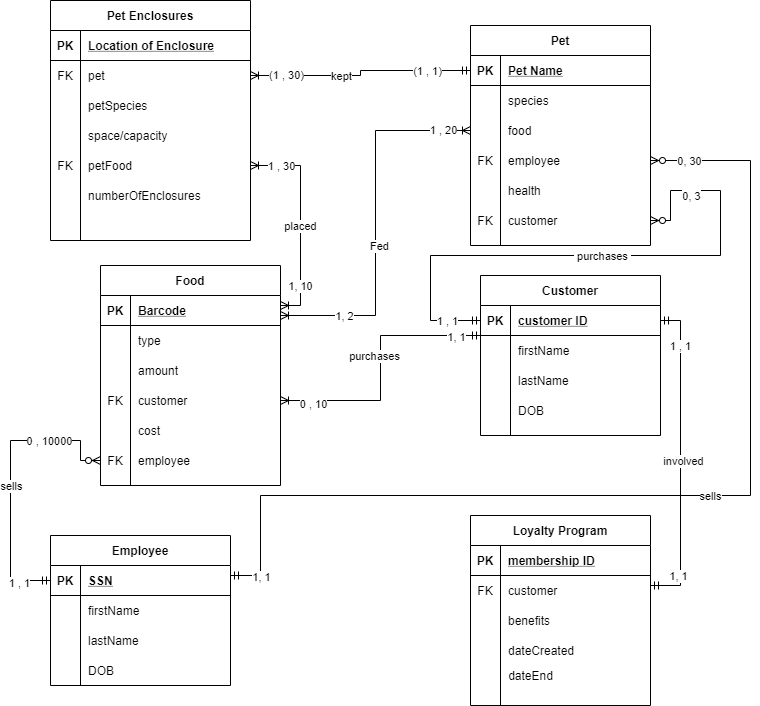 Pet Enclosures
PK Location of Enclosure
FK pet
petSpecies
space/capacity
FK petFood
numberOfEnclosures
(1 , 30)
kept
(1 , 1)
Pet
PK Pet Name
species
food
FK employee
health
FK customer
1 , 20
0, 30
0, 3
1 , 30
placed
1, 10
Fed
purchases
Food
PK Barcode
type
amount
FK customer
cost
FK employee
1, 2
0 , 10
purchases
1 , 1
1, 1
Customer
PK customer ID
firstName
lastName
DOB
1 , 1
involved
sells
0 , 10000
sells
1 , 1
Employee
PK SSN
firstName
lastName
DOB
1, 1
Loyalty Program
PK membership ID
FK customer
benefits
dateCreated
dateEnd
1, 1